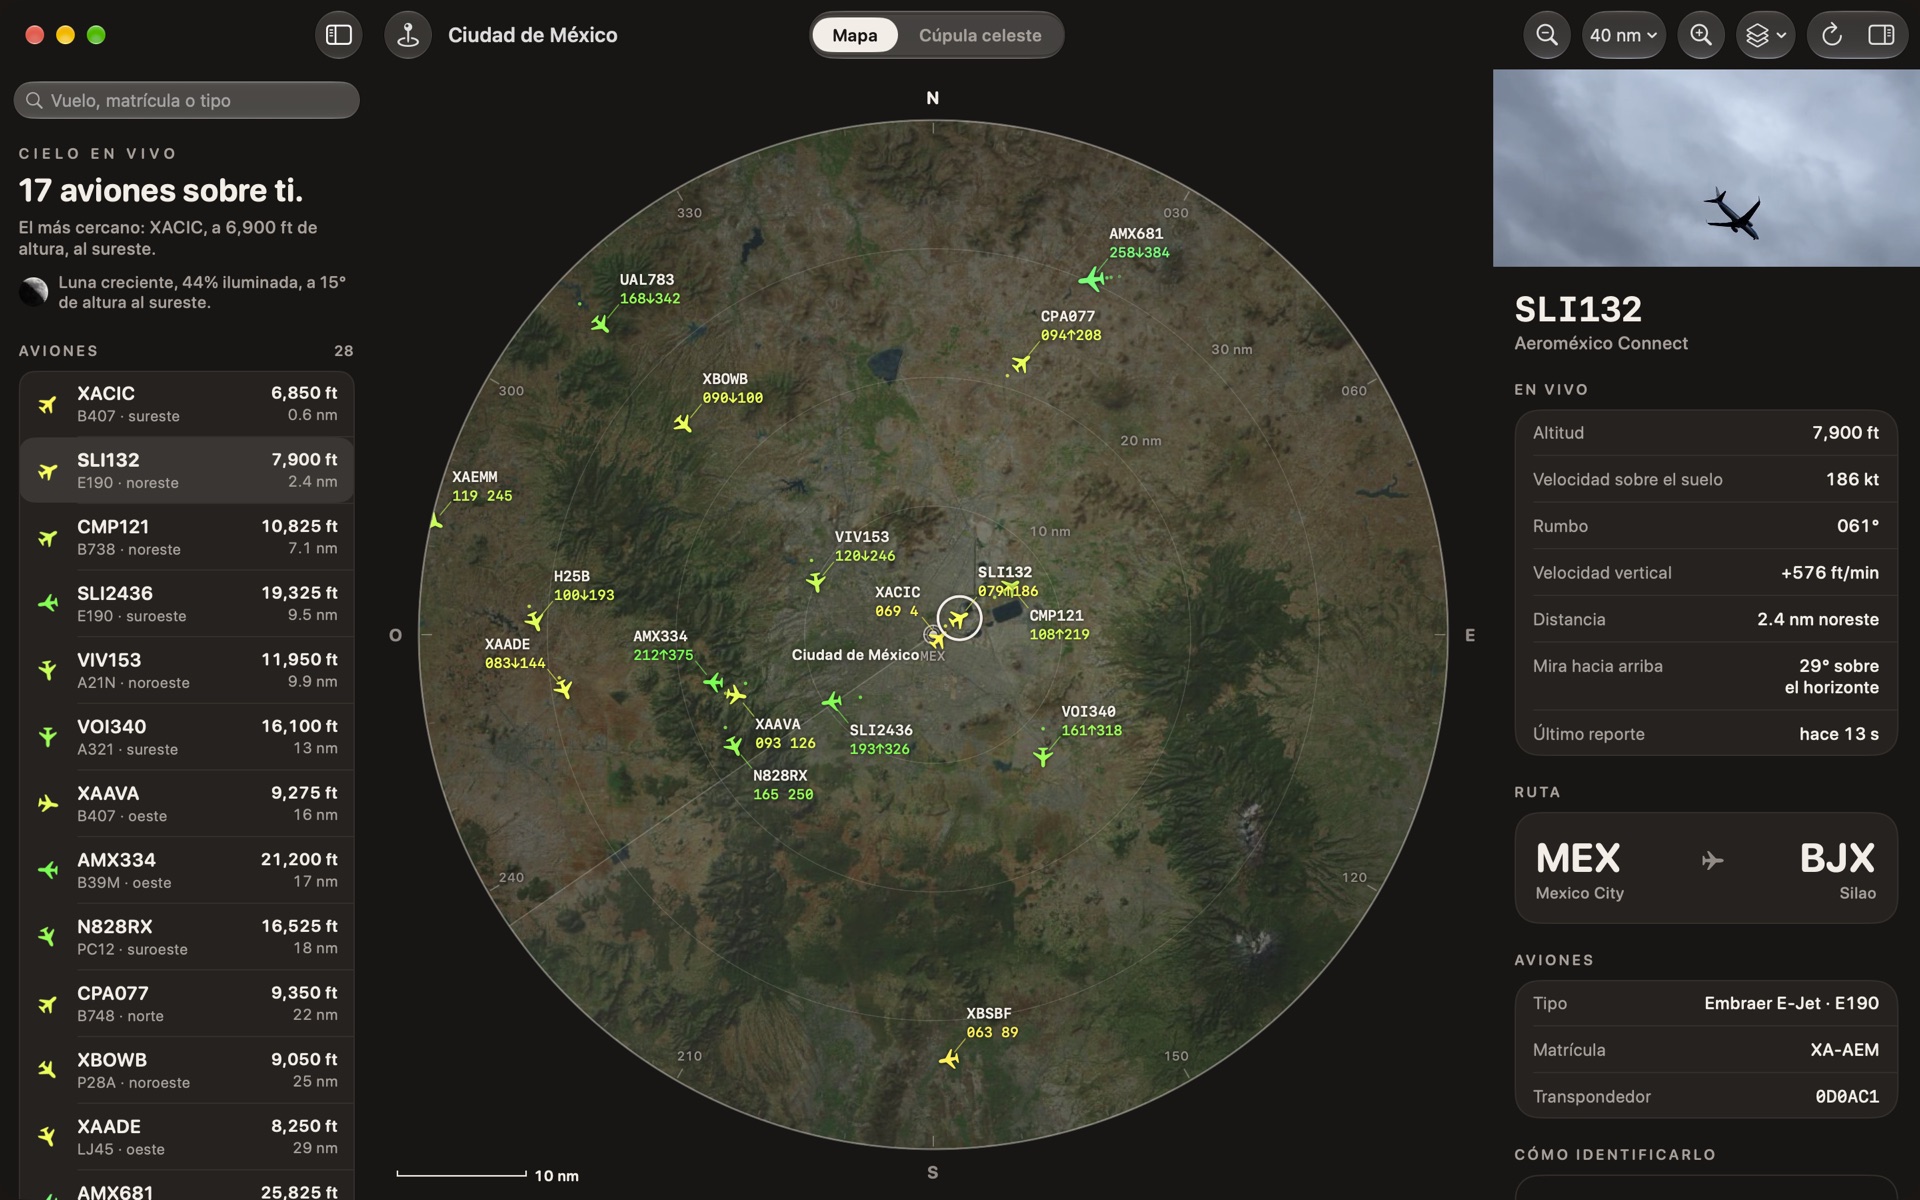 Ciudad de México
Mapa
Cúpula celeste
40 nm
Vuelo, matrícula o tipo
CIELO EN VIVO
17 aviones sobre ti.
El más cercano: XACIC, a 6,900 ft de
altura, al sureste.
Luna creciente, 44% iluminada, a 15°
de altura al sureste.
AVIONES 28
XACIC 6,850 ft
B407 · sureste 0.6 nm
SLI132 7,900 ft
E190 · noreste 2.4 nm
CMP121 10,825 ft
B738 · noreste 7.1 nm
SLI2436 19,325 ft
E190 · sureste 9.5 nm
VIV153 11,950 ft
A21N · noroeste 9.9 nm
VOI340 16,100 ft
A321 · sureste 13 nm
XAAVA 9,275 ft
B407 · oeste 16 nm
AMX334 21,200 ft
B39M · oeste 17 nm
N828RX 16,525 ft
PC12 · suroeste 18 nm
CPA077 9,350 ft
B748 · norte 22 nm
XBOWB 9,050 ft
P28A · noroeste 25 nm
XAADE 8,250 ft
LJ45 · oeste 29 nm
AMX681 25,825 ft
N
330
030
AMX681
258↓384
UAL783
168↓342
CPA077
094↑208
30 nm
XBOWB
090↓100
300
060
20 nm
XAEMM
119 245
10 nm
VIV153
120↓246
SLI132
079↑186
H25B
100↓193
XACIC
069 4
CMP121
108↑219
O
E
XAADE
083↓144
AMX334
212↑375
Ciudad de México
MEX
XAAVA
093 126
SLI2436
193↑326
VOI340
161↑318
N828RX
165 250
240
120
XBSBF
063 89
210
150
S
10 nm
SLI132
Aeroméxico Connect
EN VIVO
Altitud 7,900 ft
Velocidad sobre el suelo 186 kt
Rumbo 061°
Velocidad vertical +576 ft/min
Distancia 2.4 nm noreste
Mira hacia arriba 29° sobre
el horizonte
Último reporte hace 13 s
RUTA
MEX BJX
Mexico City Silao
AVIONES
Tipo Embraer E-Jet · E190
Matrícula XA-AEM
Transpondedor 0D0AC1
CÓMO IDENTIFICARLO